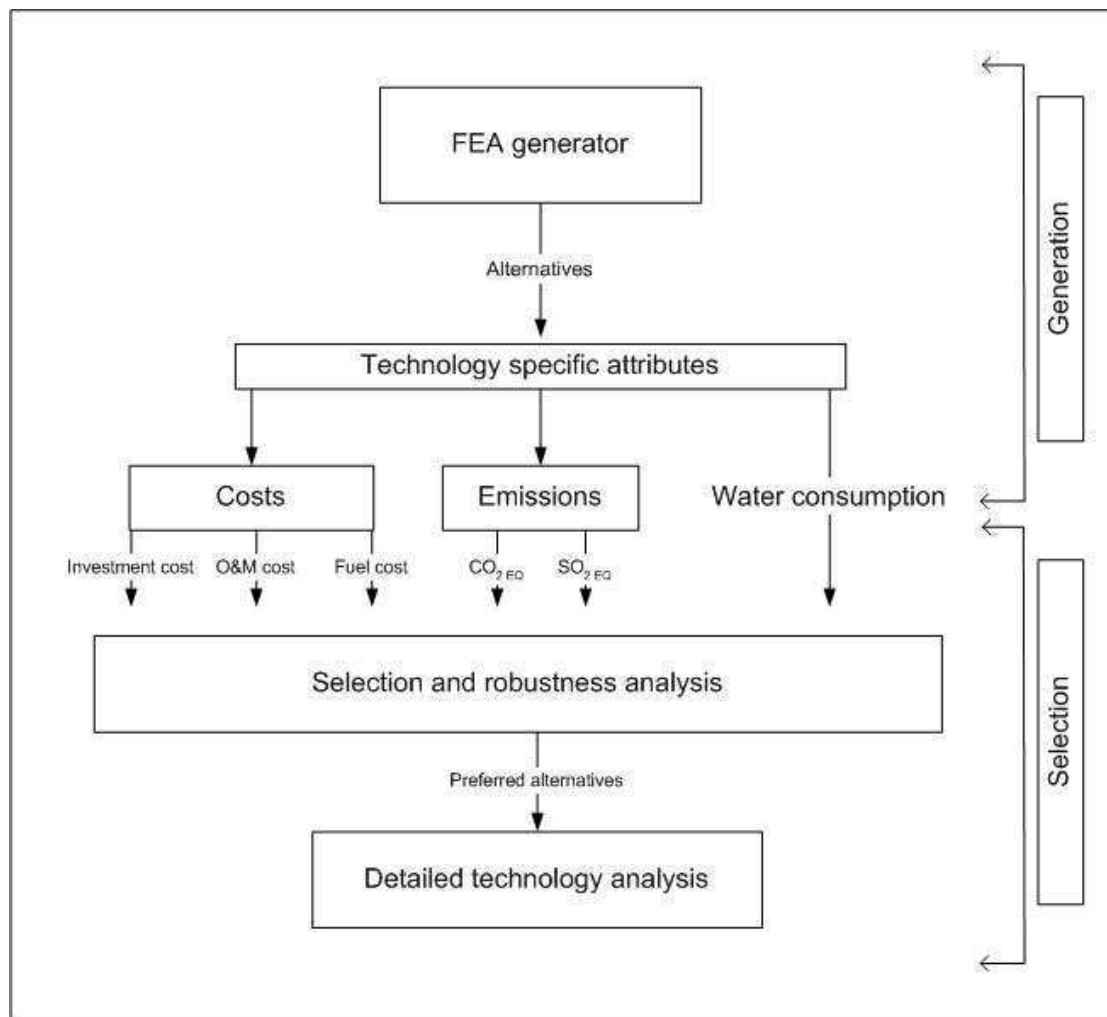 FEA generator
Alternatives
Technology specific attributes
Costs
Emissions
Water consumption
Investment cost
O&M cost
Fuel cost
CO2 EQ
SO2 EQ
Selection and robustness analysis
Preferred alternatives
Detailed technology analysis
Generation
Selection